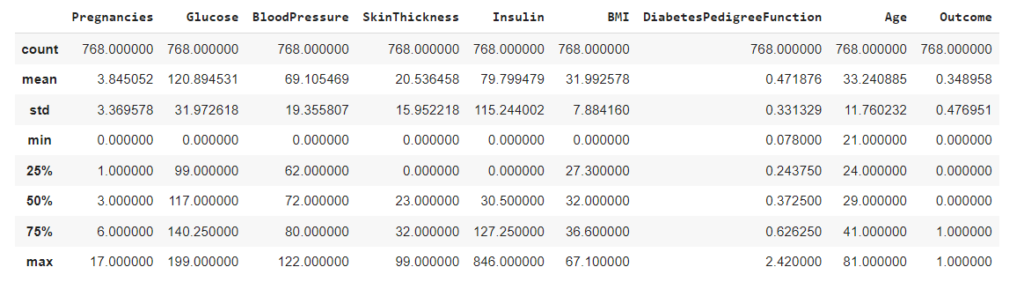 Pregnancies Glucose BloodPressure SkinThickness Insulin BMI DiabetesPedigreeFunction Age Outcome
count 768.000000 768.000000 768.000000 768.000000 768.000000 768.000000 768.000000 768.000000 768.000000
mean 3.845052 120.894531 69.105469 20.536458 79.799479 31.992578 0.471876 33.240885 0.348958
std 3.369578 31.972618 19.355807 15.952218 115.244002 7.884160 0.331329 11.760232 0.476951
min 0.000000 0.000000 0.000000 0.000000 0.000000 0.000000 0.078000 21.000000 0.000000
25% 1.000000 99.000000 62.000000 0.000000 0.000000 27.300000 0.243750 24.000000 0.000000
50% 3.000000 117.000000 72.000000 23.000000 30.500000 32.000000 0.372500 29.000000 0.000000
75% 6.000000 140.250000 80.000000 32.000000 127.250000 36.600000 0.626250 41.000000 1.000000
max 17.000000 199.000000 122.000000 99.000000 846.000000 67.100000 2.420000 81.000000 1.000000